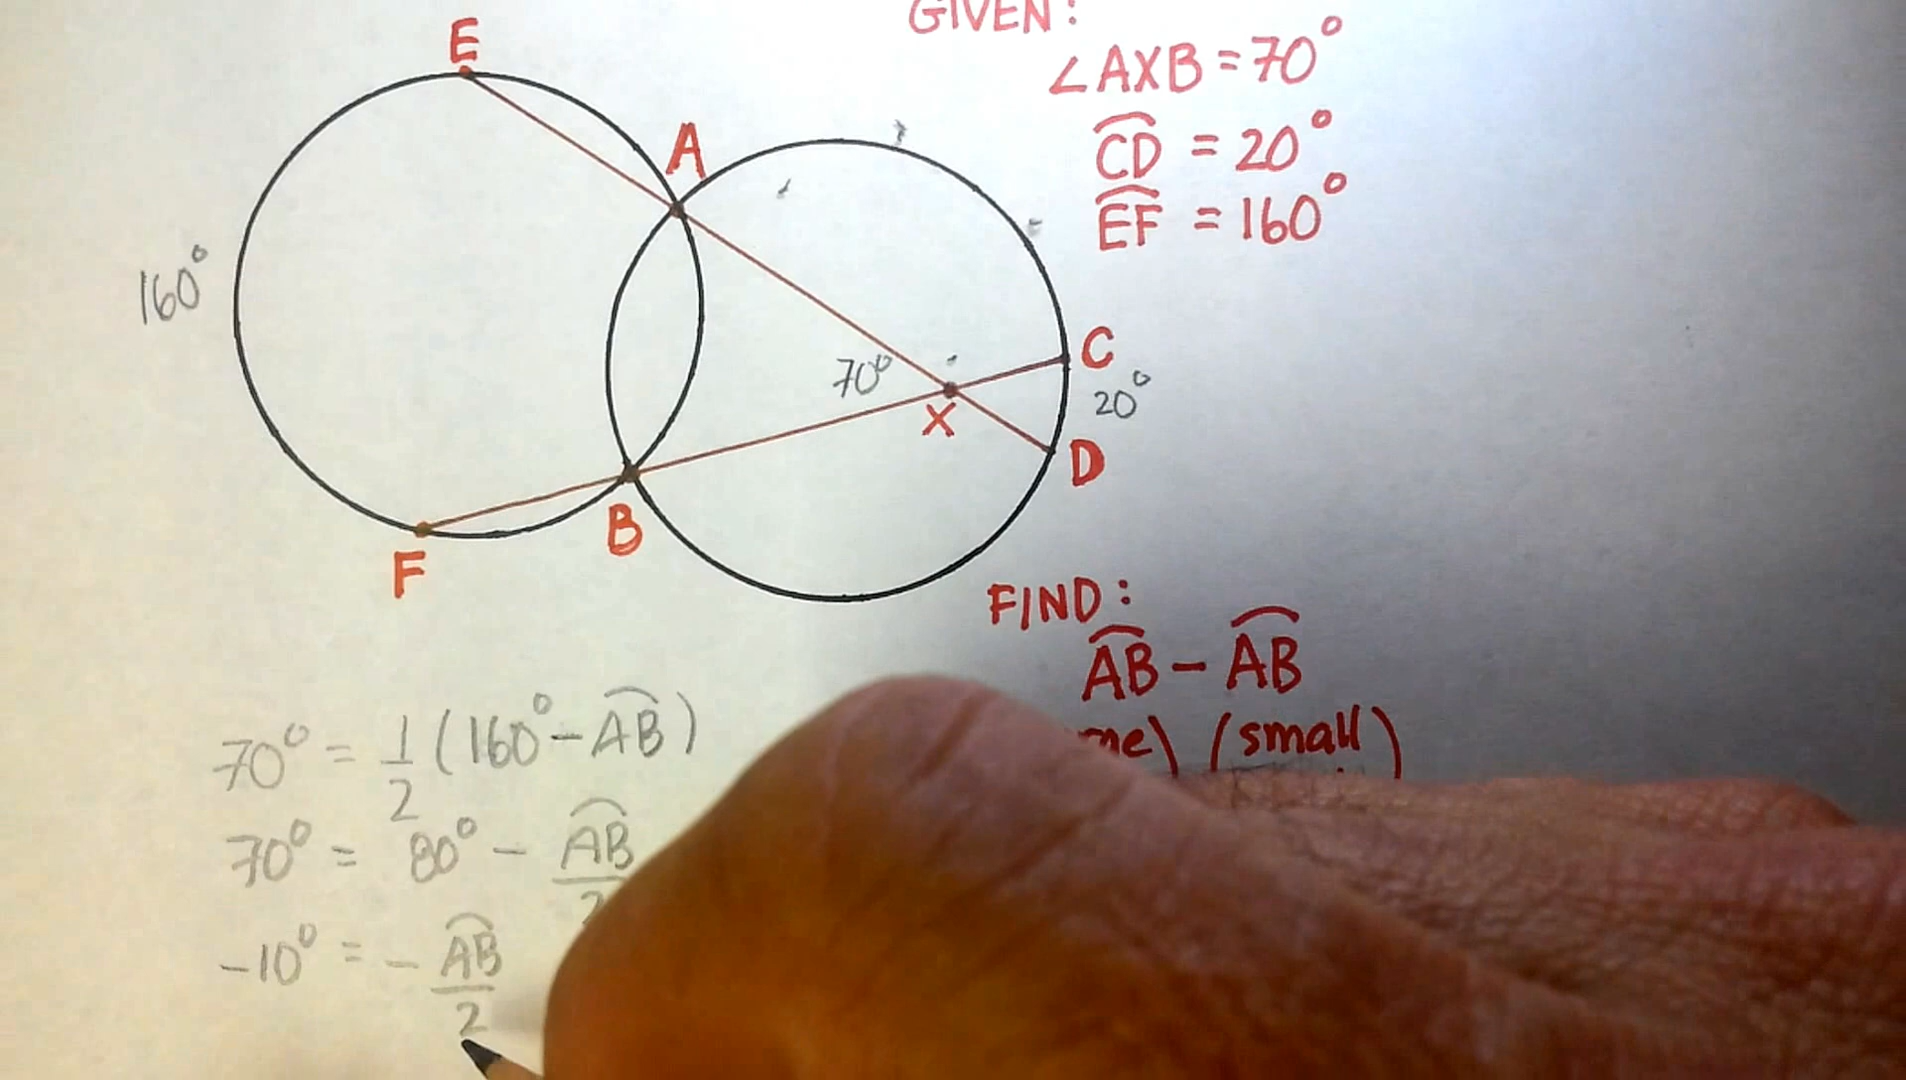 GIVEN:
∠AXB = 70°
⌒CD = 20°
⌒EF = 160°
E
A
160°
C
70°
20°
X
D
B
F
FIND:
⌒AB - ⌒AB
(small)
70° = 1/2 (160° - ⌒AB)
70° = 80° - ⌒AB/2
-10° = - ⌒AB/2